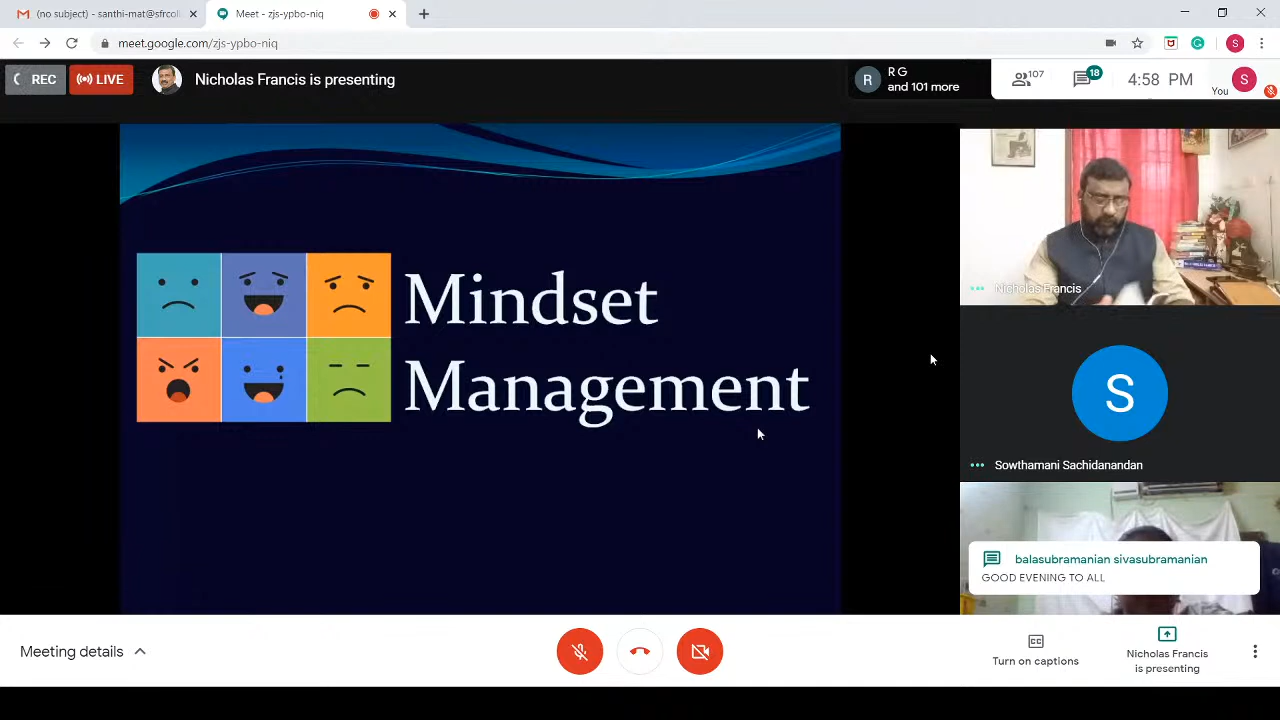 (no subject) - santhi-mat@sfrcoll
Meet - zjs-ypbo-niq
meet.google.com/zjs-ypbo-niq
S
REC
LIVE
Nicholas Francis is presenting
R
R G
and 101 more
107
18
4:58 PM
You
S
Mindset
Management
Nicholas Francis
S
Sowthamani Sachidanandan
balasubramanian sivasubramanian
GOOD EVENING TO ALL
Meeting details
CC
Turn on captions
Nicholas Francis
is presenting